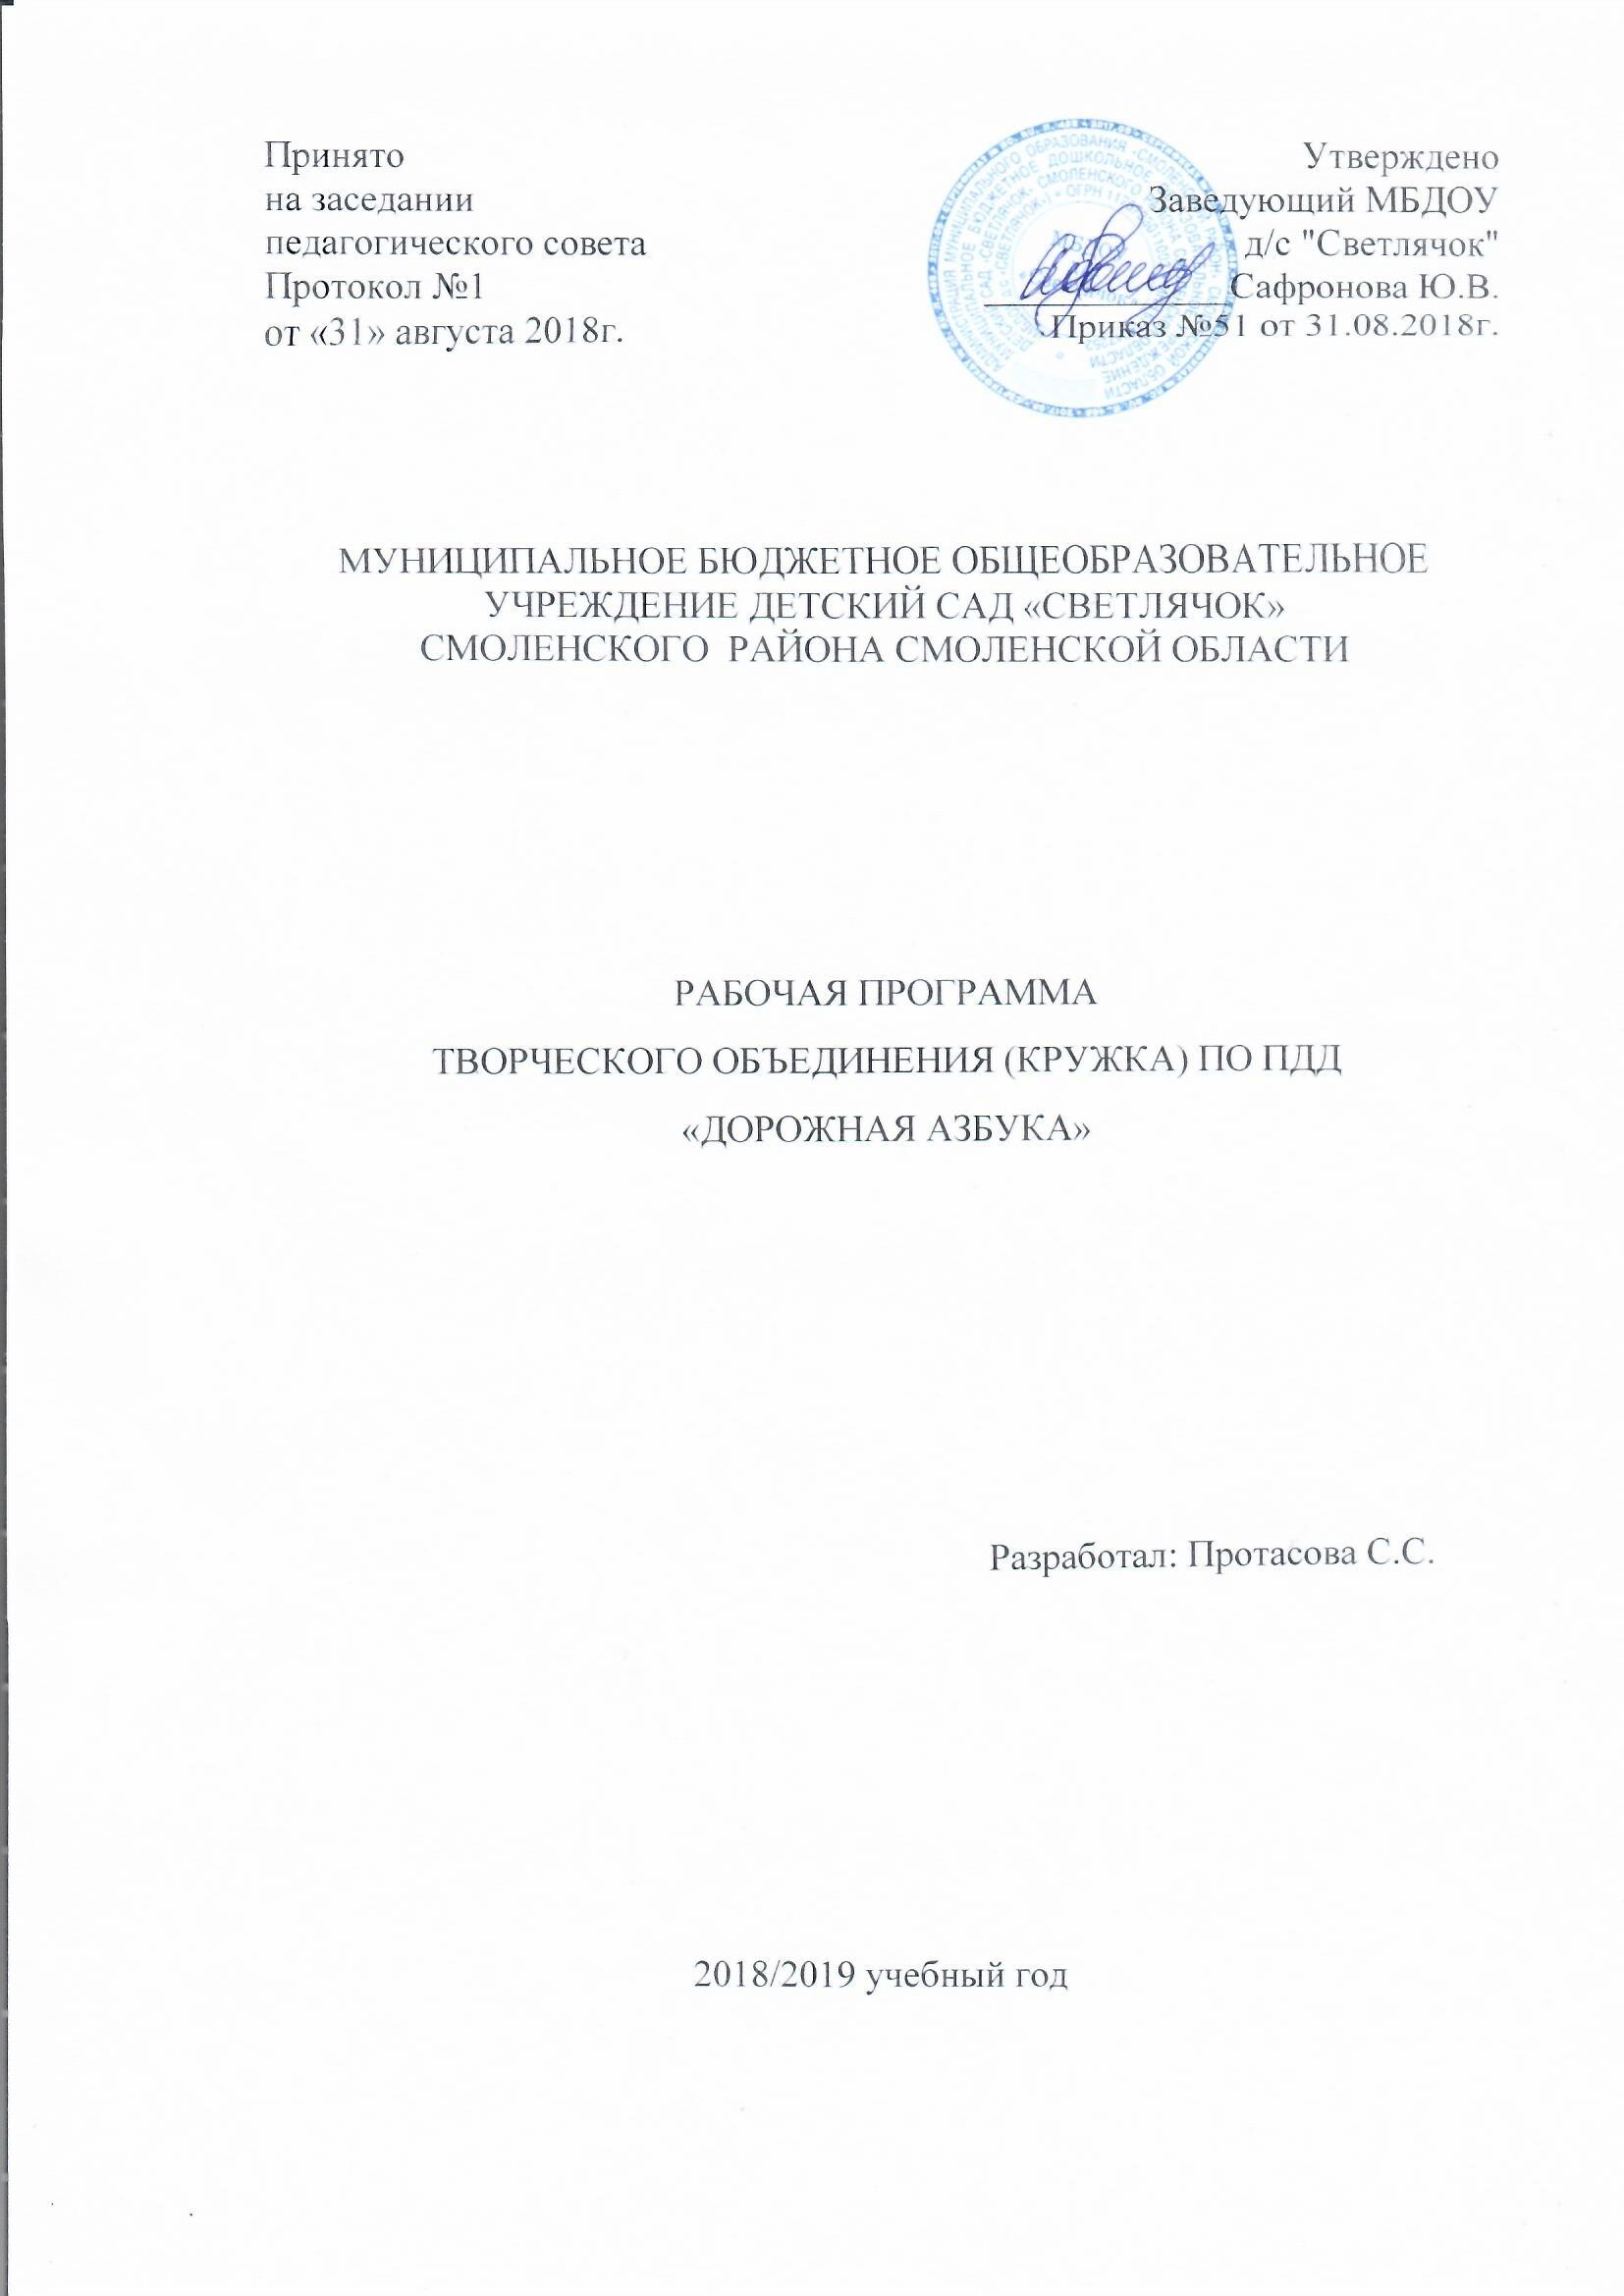 Принято
на заседании
педагогического совета
Протокол №1
от «31» августа 2018г.
Утверждено
Заведующий МБДОУ
д/с "Светлячок"
Сафронова Ю.В.
Приказ №51 от 31.08.2018г.
МУНИЦИПАЛЬНОЕ БЮДЖЕТНОЕ ОБЩЕОБРАЗОВАТЕЛЬНОЕ
УЧРЕЖДЕНИЕ ДЕТСКИЙ САД «СВЕТЛЯЧОК»
СМОЛЕНСКОГО РАЙОНА СМОЛЕНСКОЙ ОБЛАСТИ
РАБОЧАЯ ПРОГРАММА
ТВОРЧЕСКОГО ОБЪЕДИНЕНИЯ (КРУЖКА) ПО ПДД
«ДОРОЖНАЯ АЗБУКА»
Разработал: Протасова С.С.
2018/2019 учебный год